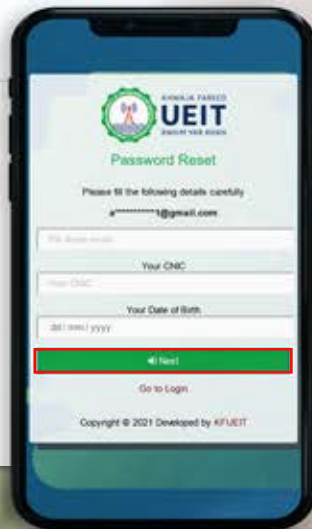 KHWAJA FAREED
UEIT
RAHIM YAR KHAN
Password Reset
Please fill the following details carefully
a***********1@gmail.com
Your CNIC
Your CNIC
Your Date of Birth
dd/mm/yyyy
Next
Go to Login
Copyright © 2021 Developed by KFUEIT